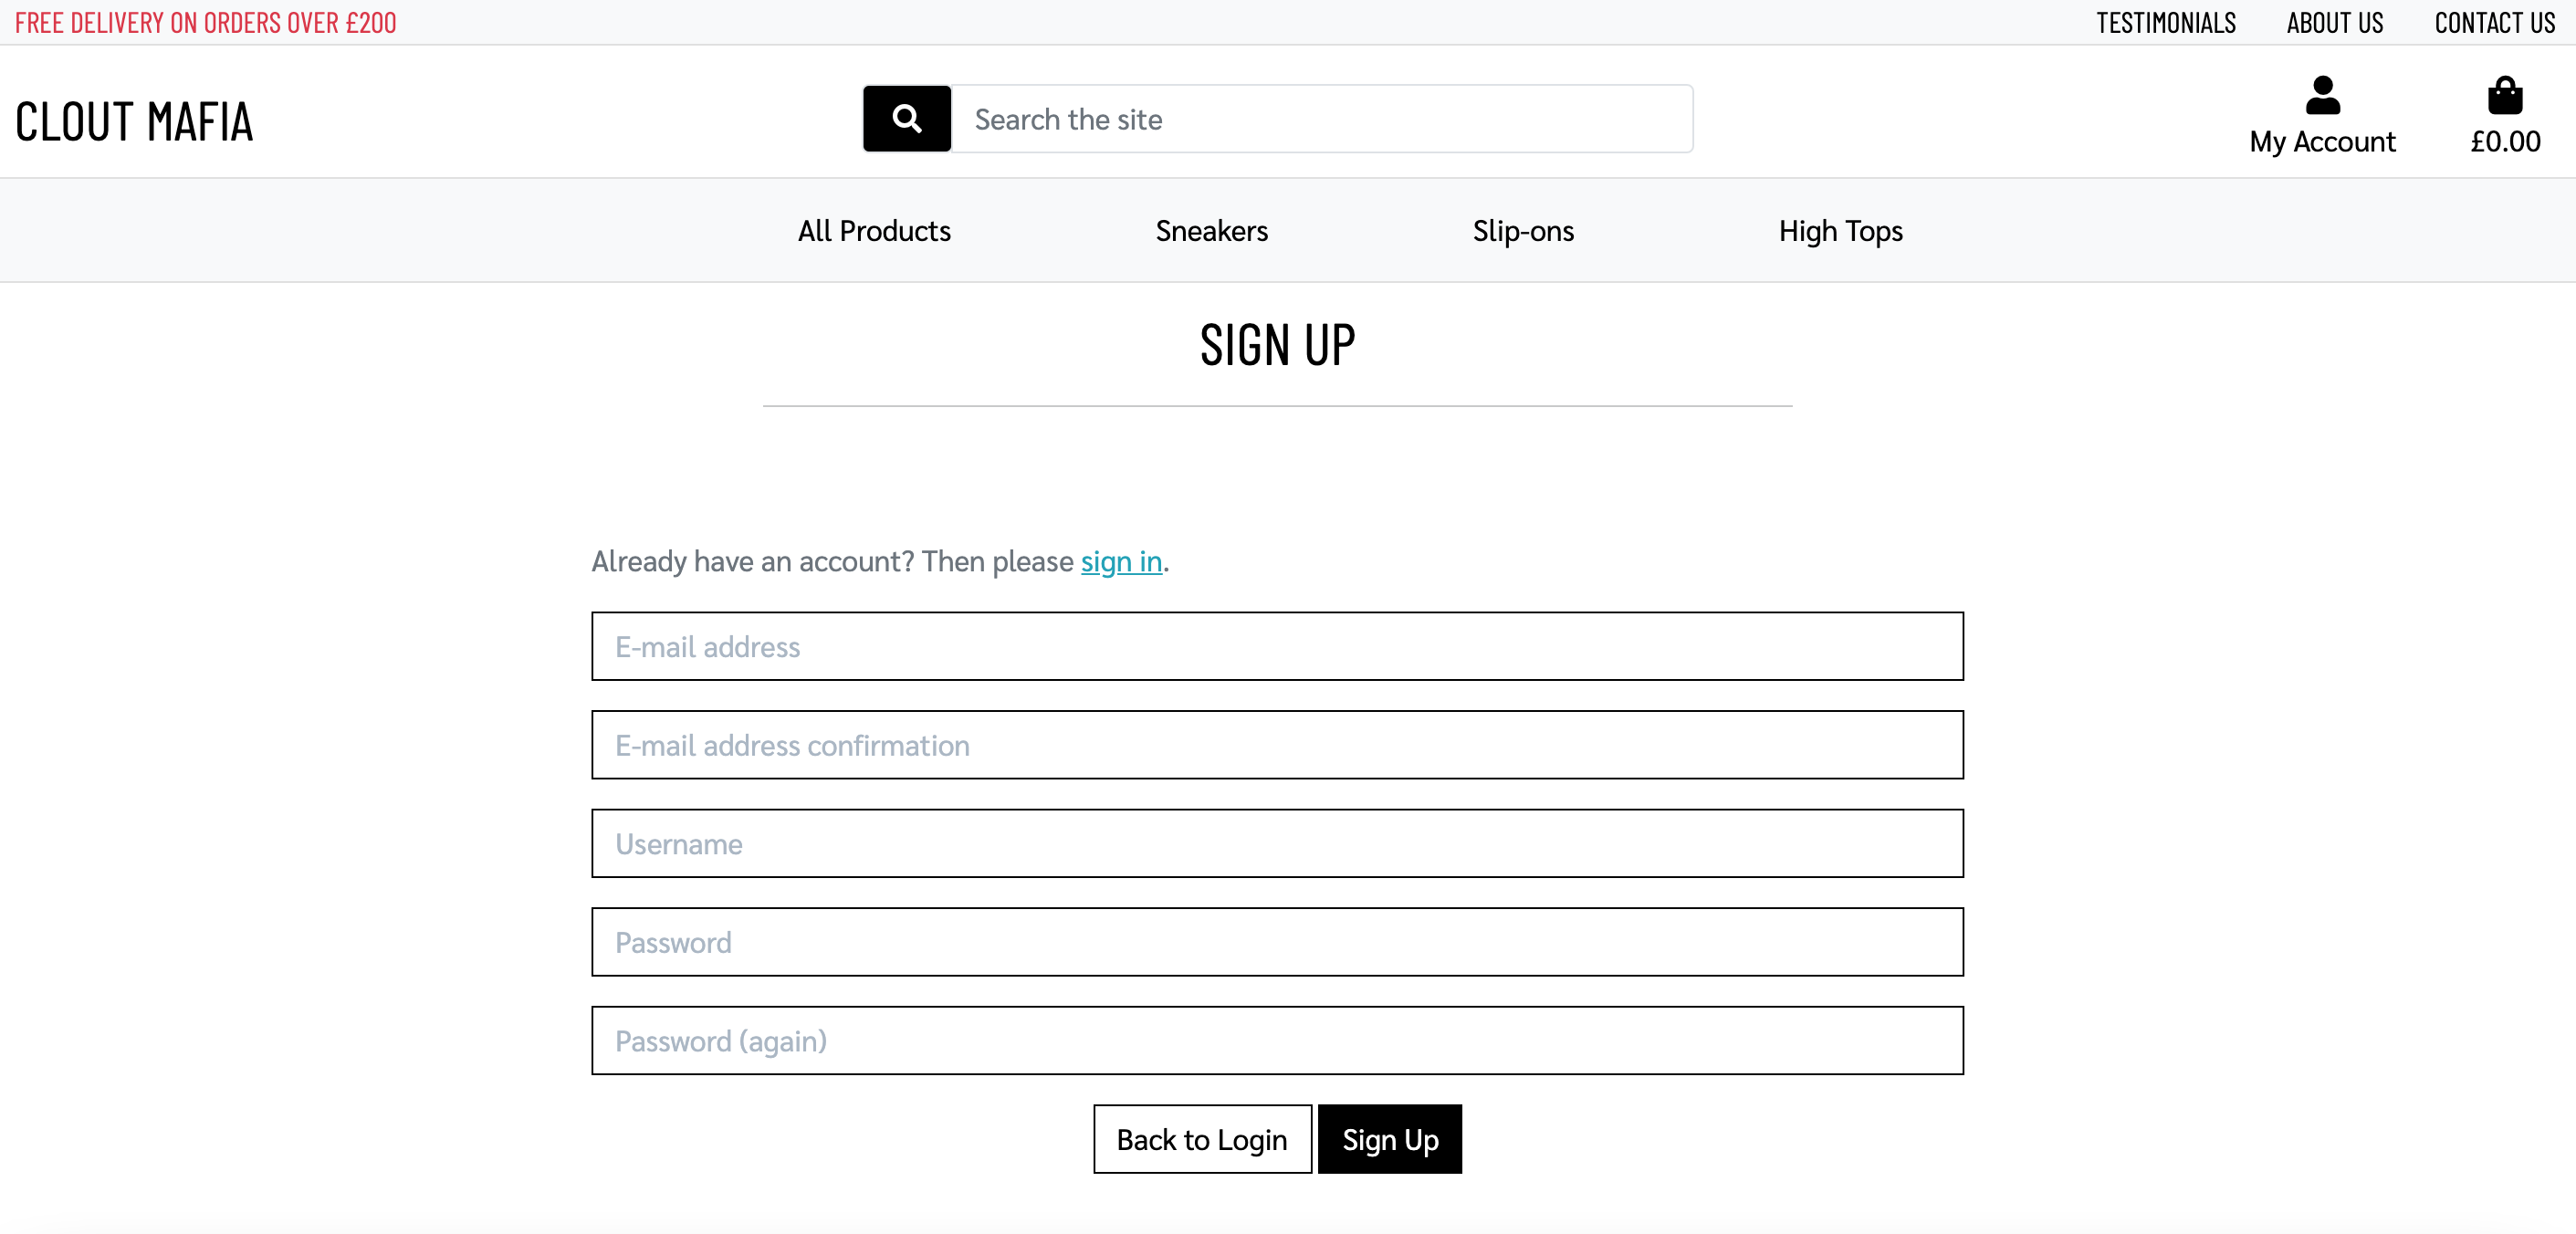 FREE DELIVERY ON ORDERS OVER £200
TESTIMONIALS ABOUT US CONTACT US
CLOUT MAFIA
Search the site
My Account
£0.00
All Products Sneakers Slip-ons High Tops
SIGN UP
Already have an account? Then please sign in.
E-mail address
E-mail address confirmation
Username
Password
Password (again)
Back to Login Sign Up